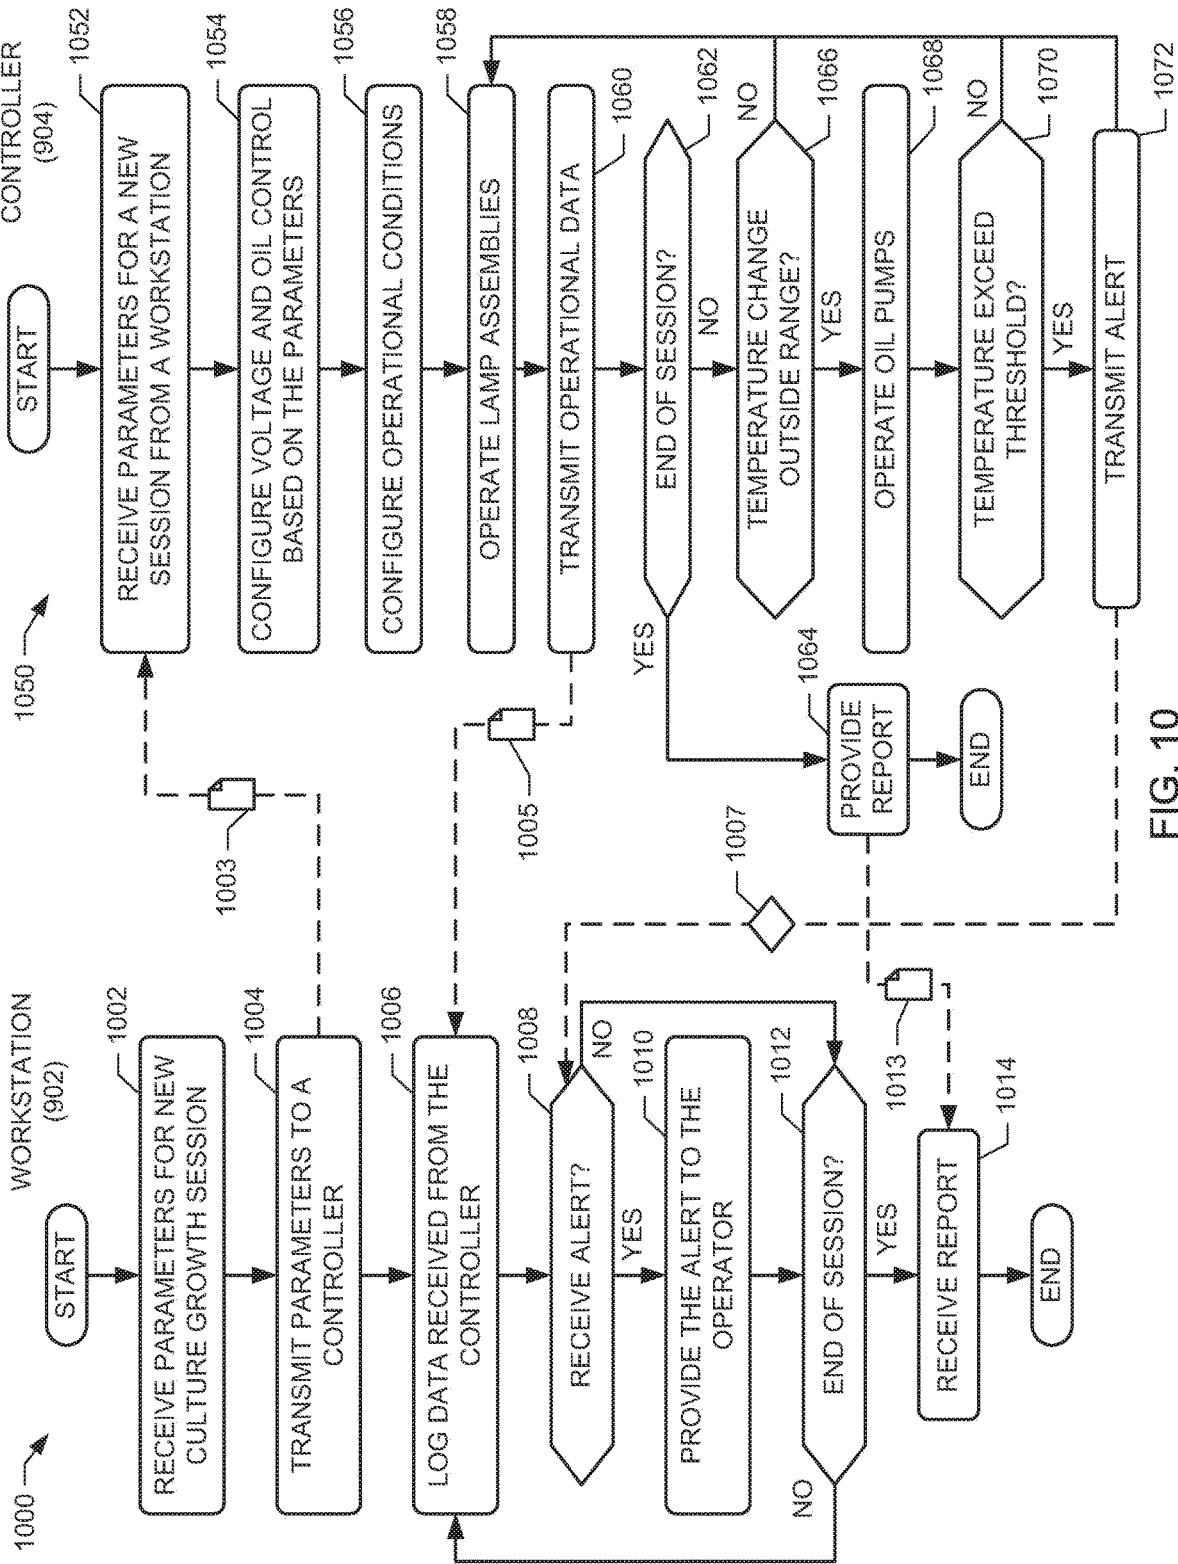 WORKSTATION
(902)
1000
START
1002
RECEIVE PARAMETERS FOR NEW
CULTURE GROWTH SESSION
1004
TRANSMIT PARAMETERS TO A
CONTROLLER
1003
1006
LOG DATA RECEIVED FROM THE
CONTROLLER
1005
1008
RECEIVE ALERT?
NO
YES
1007
1010
PROVIDE THE ALERT TO THE
OPERATOR
1012
END OF SESSION?
NO
YES
1013
1014
RECEIVE REPORT
END
CONTROLLER
(904)
1050
START
1052
RECEIVE PARAMETERS FOR A NEW
SESSION FROM A WORKSTATION
1054
CONFIGURE VOLTAGE AND OIL CONTROL
BASED ON THE PARAMETERS
1056
CONFIGURE OPERATIONAL CONDITIONS
1058
OPERATE LAMP ASSEMBLIES
1060
TRANSMIT OPERATIONAL DATA
1062
END OF SESSION?
YES
NO
1064
PROVIDE
REPORT
END
1066
TEMPERATURE CHANGE
OUTSIDE RANGE?
NO
YES
1068
OPERATE OIL PUMPS
1070
TEMPERATURE EXCEED
THRESHOLD?
NO
YES
1072
TRANSMIT ALERT
FIG. 10